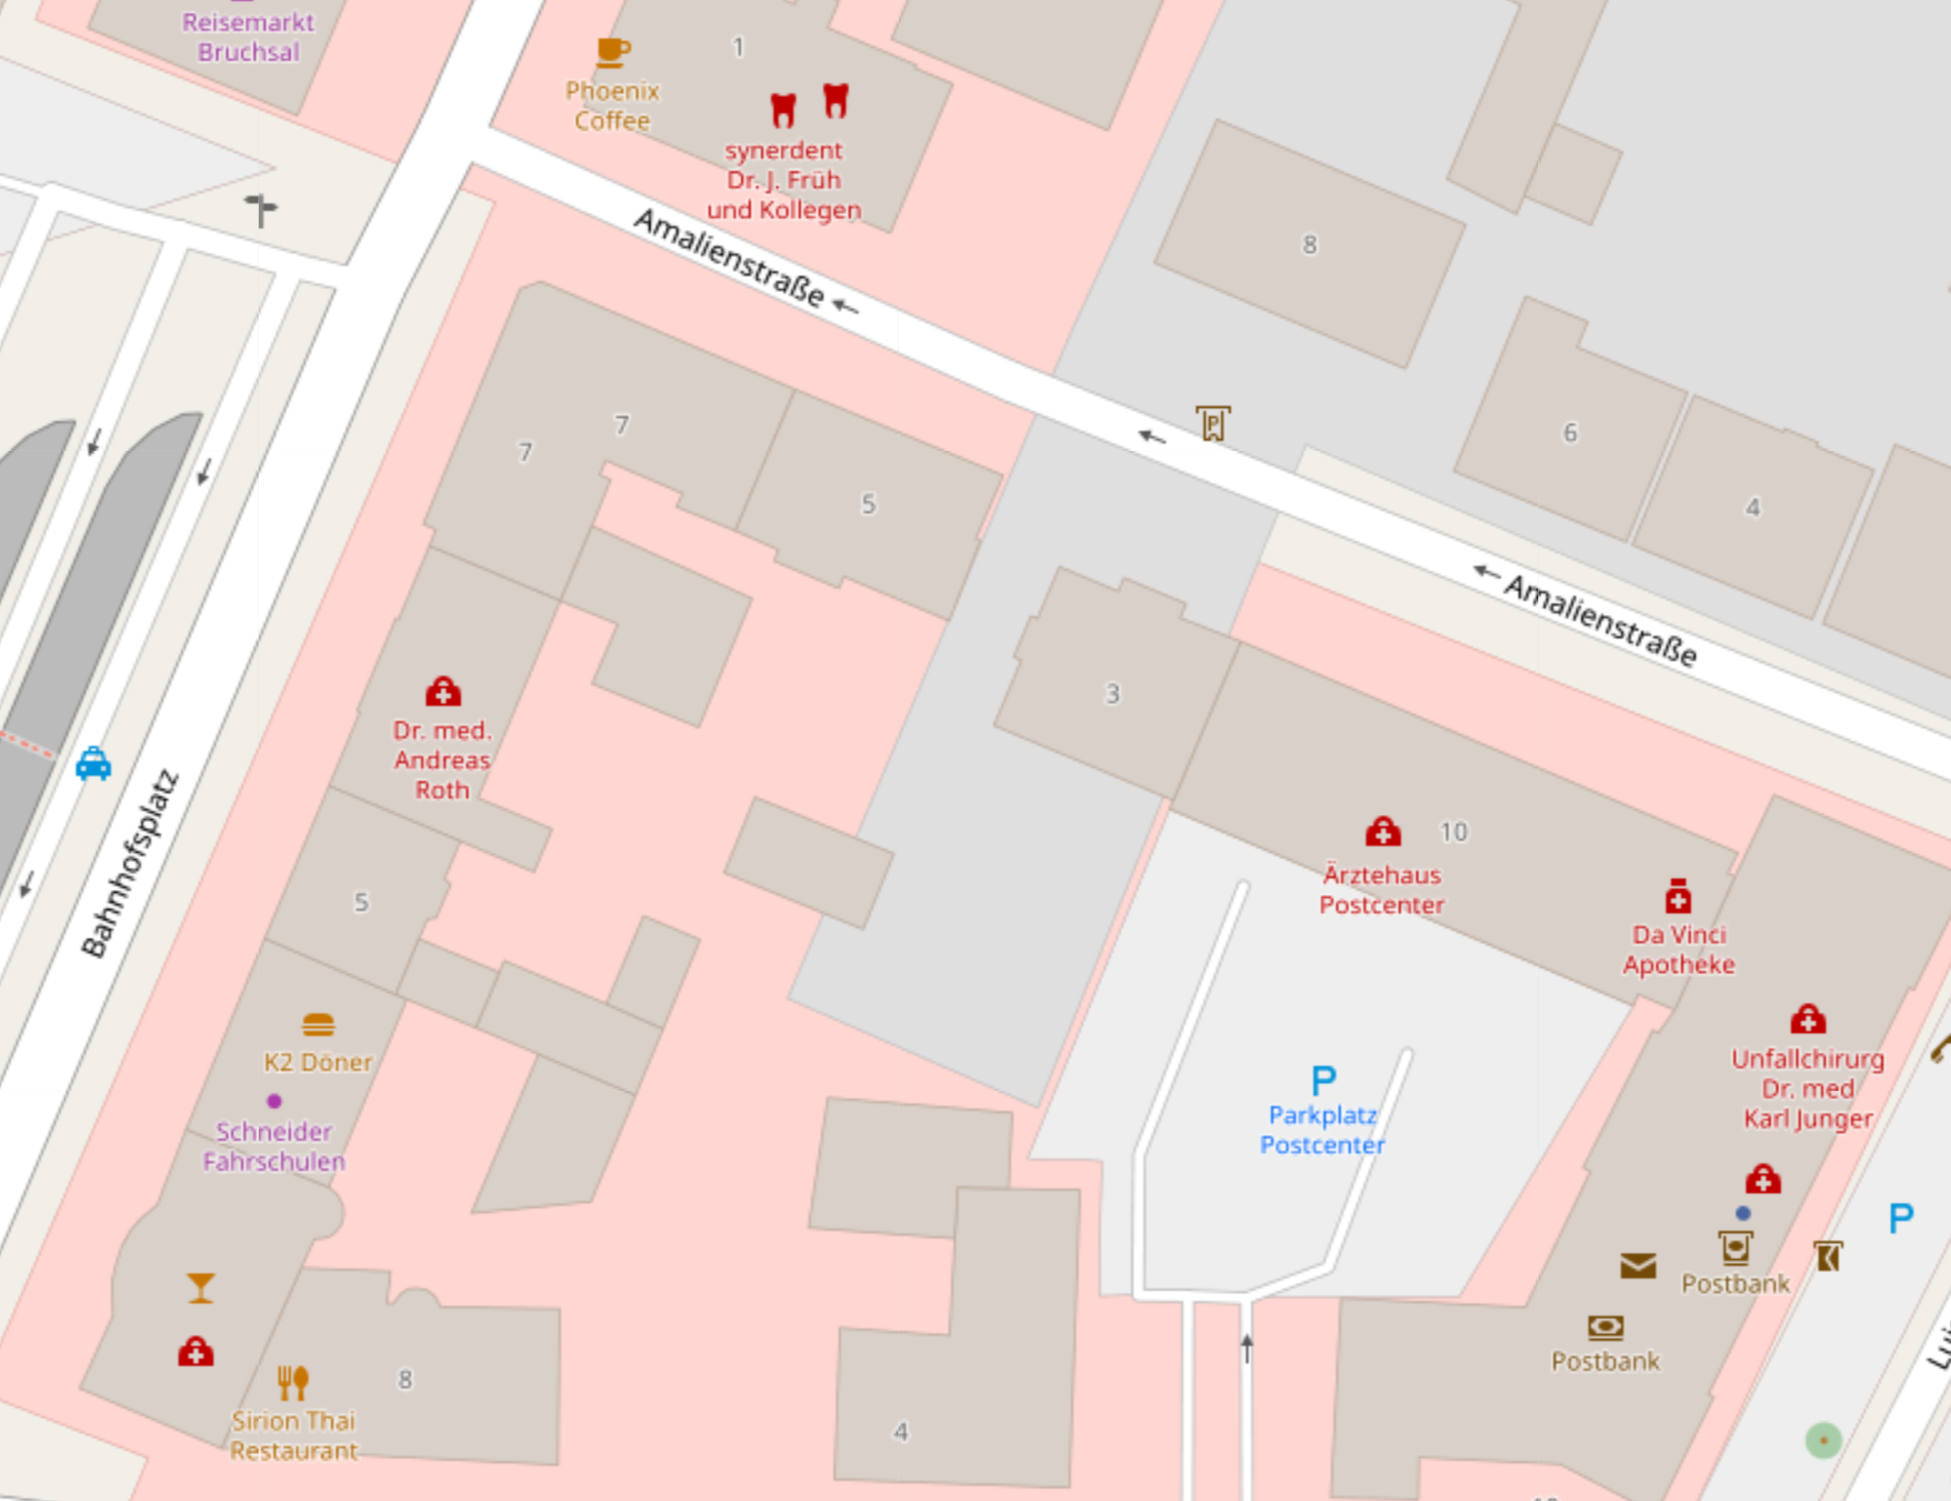 Reisemarkt
Bruchsal
Phoenix
Coffee
1
synerdent
Dr. J. Früh
und Kollegen
Amalienstraße
8
P
6
4
7
7
5
Amalienstraße
3
Dr. med.
Andreas
Roth
Bahnhofsplatz
10
Ärztehaus
Postcenter
Da Vinci
Apotheke
5
K2 Döner
Schneider
Fahrschulen
P
Parkplatz
Postcenter
Unfallchirurg
Dr. med
Karl Junger
P
Postbank
Postbank
8
Sirion Thai
Restaurant
4